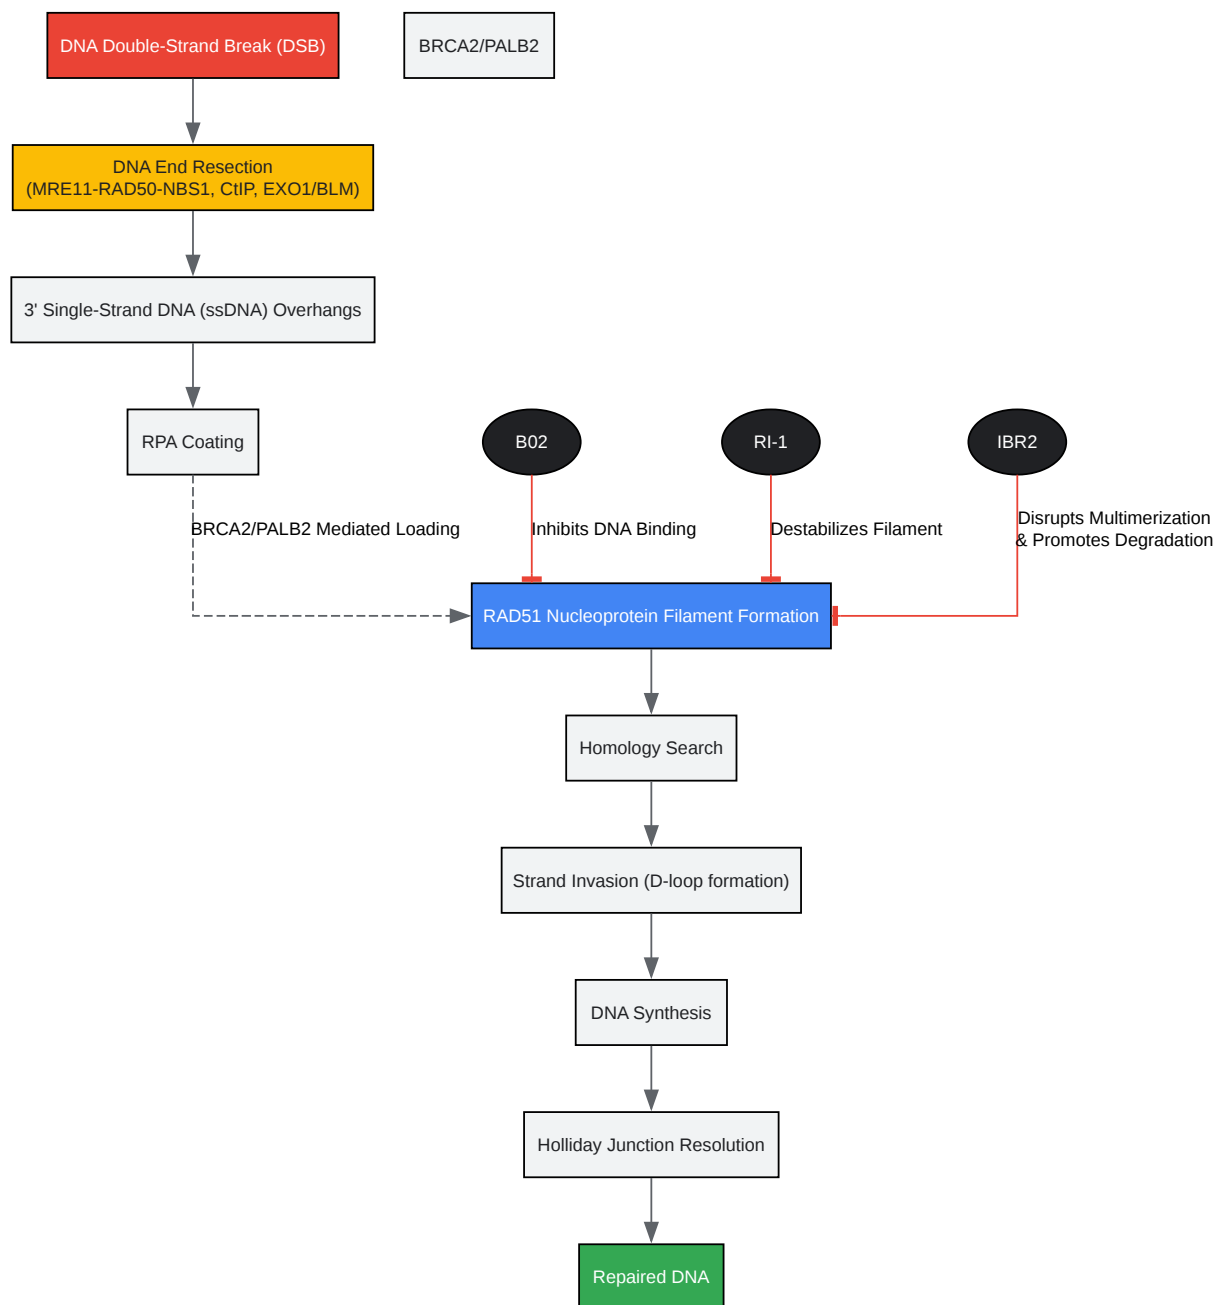 DNA Double-Strand Break (DSB)
BRCA2/PALB2
DNA End Resection
(MRE11-RAD50-NBS1, CtIP, EXO1/BLM)
3' Single-Strand DNA (ssDNA) Overhangs
RPA Coating
B02
RI-1
IBR2
BRCA2/PALB2 Mediated Loading
Inhibits DNA Binding
Destabilizes Filament
Disrupts Multimerization
& Promotes Degradation
RAD51 Nucleoprotein Filament Formation
Homology Search
Strand Invasion (D-loop formation)
DNA Synthesis
Holliday Junction Resolution
Repaired DNA